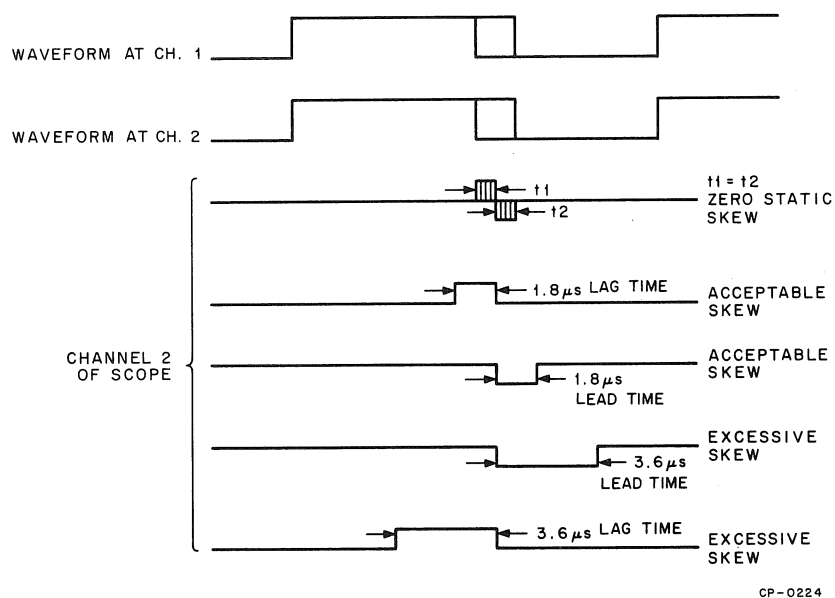 WAVEFORM AT CH. 1
WAVEFORM AT CH. 2
t1
t2
t1 = t2
ZERO STATIC
SKEW
1.8 µs LAG TIME
ACCEPTABLE
SKEW
CHANNEL 2
OF SCOPE
1.8 µs
LEAD TIME
ACCEPTABLE
SKEW
3.6 µs
LEAD TIME
EXCESSIVE
SKEW
3.6 µs LAG TIME
EXCESSIVE
SKEW
CP-0224